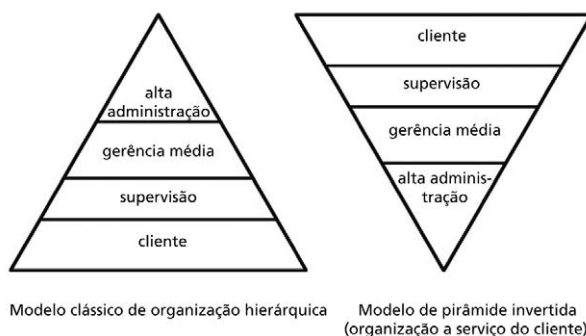 alta
administração
gerência média
supervisão
cliente
Modelo clássico de organização hierárquica
cliente
supervisão
gerência média
alta adminis-
tração
Modelo de pirâmide invertida
(organização a serviço do cliente)